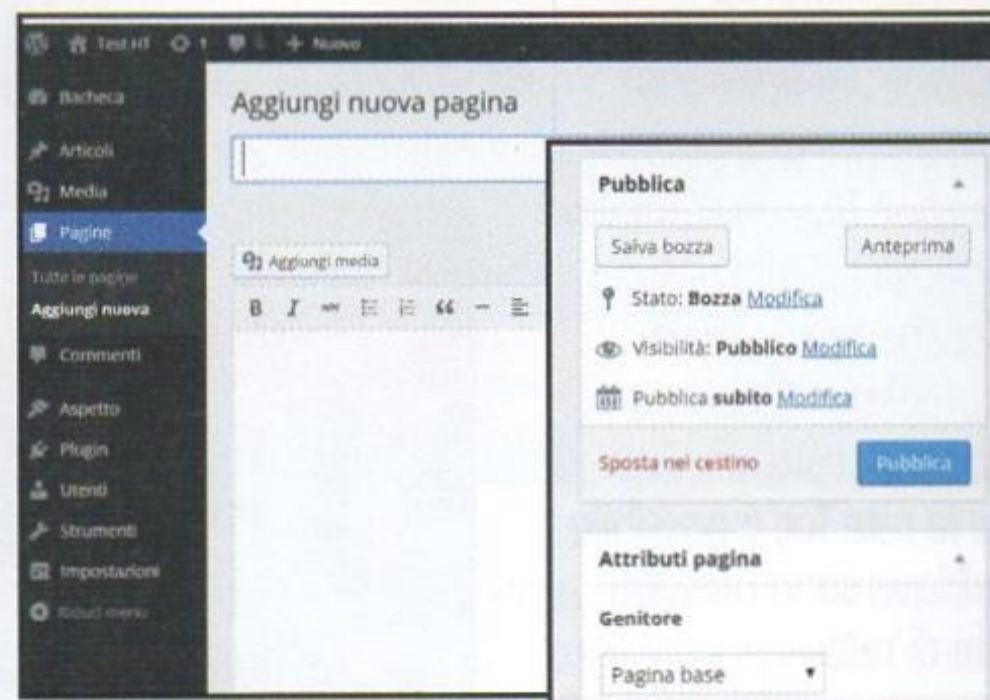 Test HT 1 + Nuovo
Bacheca
Articoli
Media
Pagine
Tutte le pagine
Aggiungi nuova
Commenti
Aspetto
Plugin
Utenti
Strumenti
Impostazioni
Riduci menu
Aggiungi nuova pagina
Aggiungi media
B I ABC “ —
Pubblica
Salva bozza Anteprima
Stato: Bozza Modifica
Visibilità: Pubblico Modifica
Pubblica subito Modifica
Sposta nel cestino Pubblica
Attributi pagina
Genitore
Pagina base